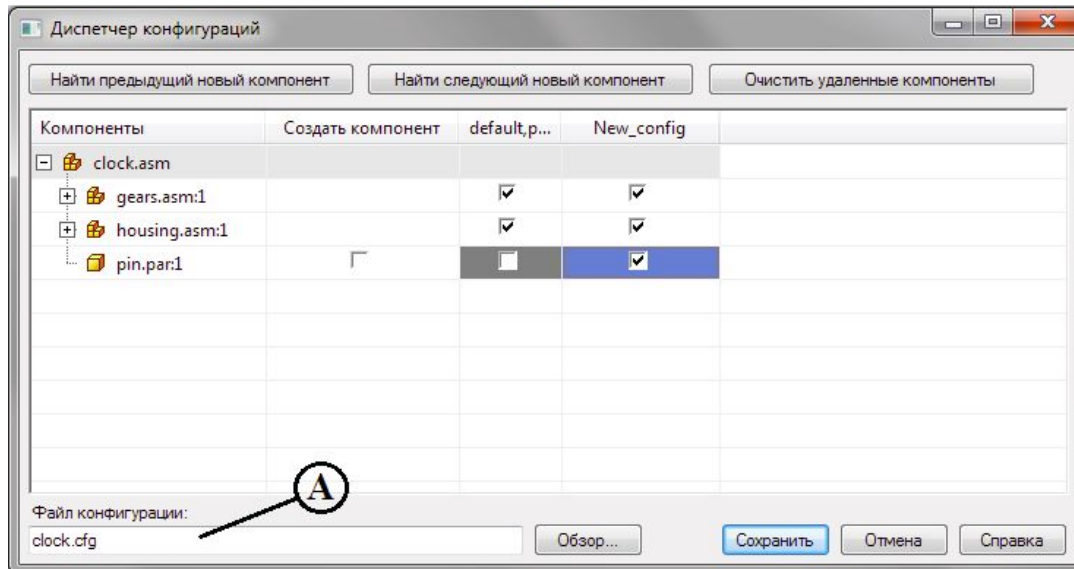 Диспетчер конфигураций
Найти предыдущий новый компонент Найти следующий новый компонент Очистить удаленные компоненты
Компоненты Создать компонент default,p... New_config
clock.asm
gears.asm:1
housing.asm:1
pin.par:1
A
Файл конфигурации:
clock.cfg Обзор... Сохранить Отмена Справка